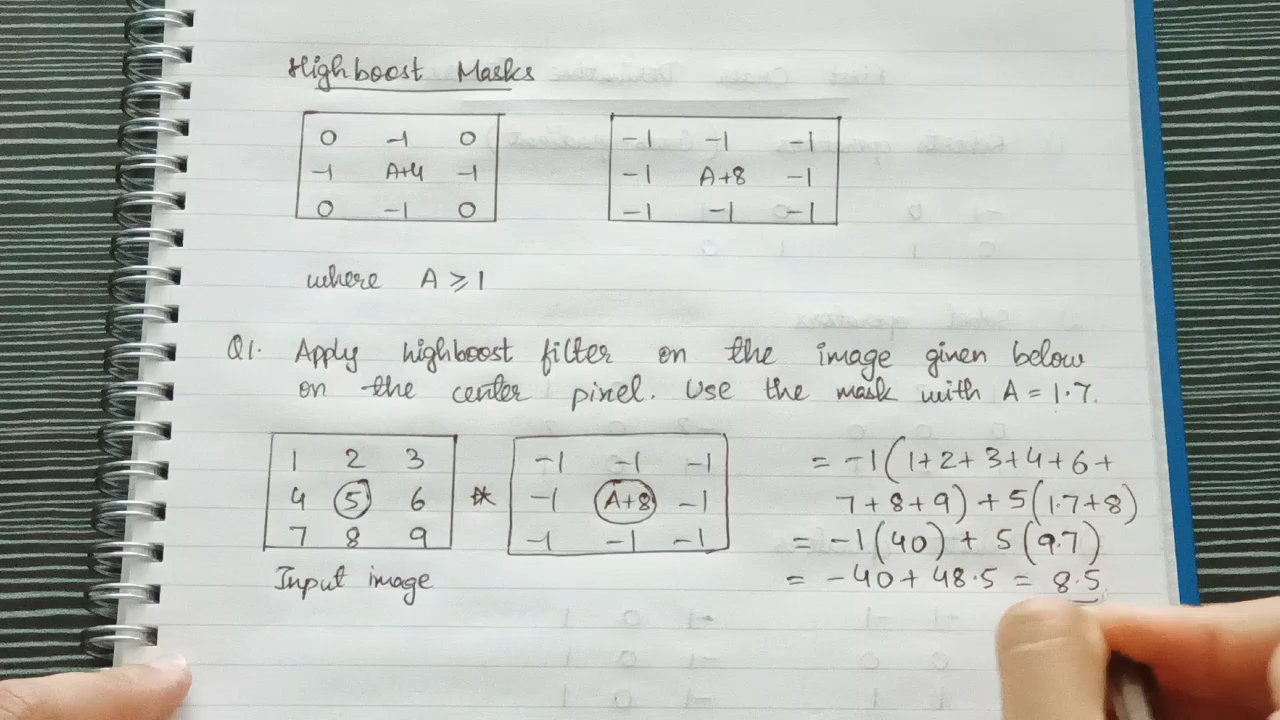 Highboost Masks
0 -1 0
-1 A+4 -1
0 -1 0
-1 -1 -1
-1 A+8 -1
-1 -1 -1
where A ⩾ 1
Q1. Apply highboost filter on the image given below
on the center pixel. Use the mask with A = 1.7.
1 2 3
4 5 6
7 8 9
Input image
*
-1 -1 -1
-1 A+8 -1
-1 -1 -1
= -1(1+2+3+4+6+
7+8+9) + 5(1.7+8)
= -1(40) + 5(9.7)
= -40 + 48.5 = 8.5